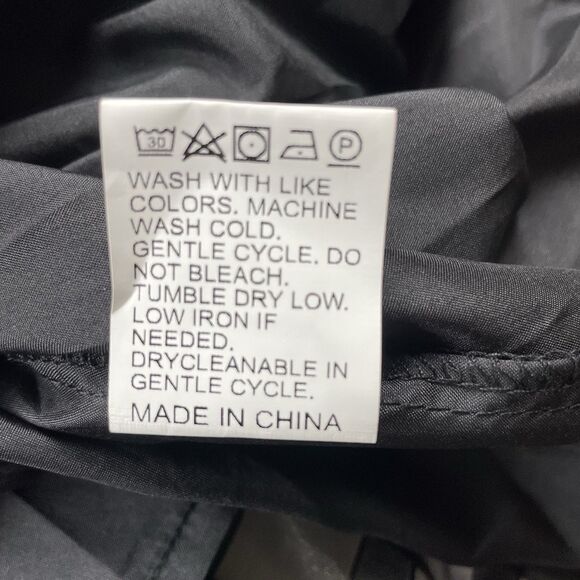 30 P
WASH WITH LIKE
COLORS. MACHINE
WASH COLD.
GENTLE CYCLE. DO
NOT BLEACH.
TUMBLE DRY LOW.
LOW IRON IF
NEEDED.
DRYCLEANABLE IN
GENTLE CYCLE.
MADE IN CHINA